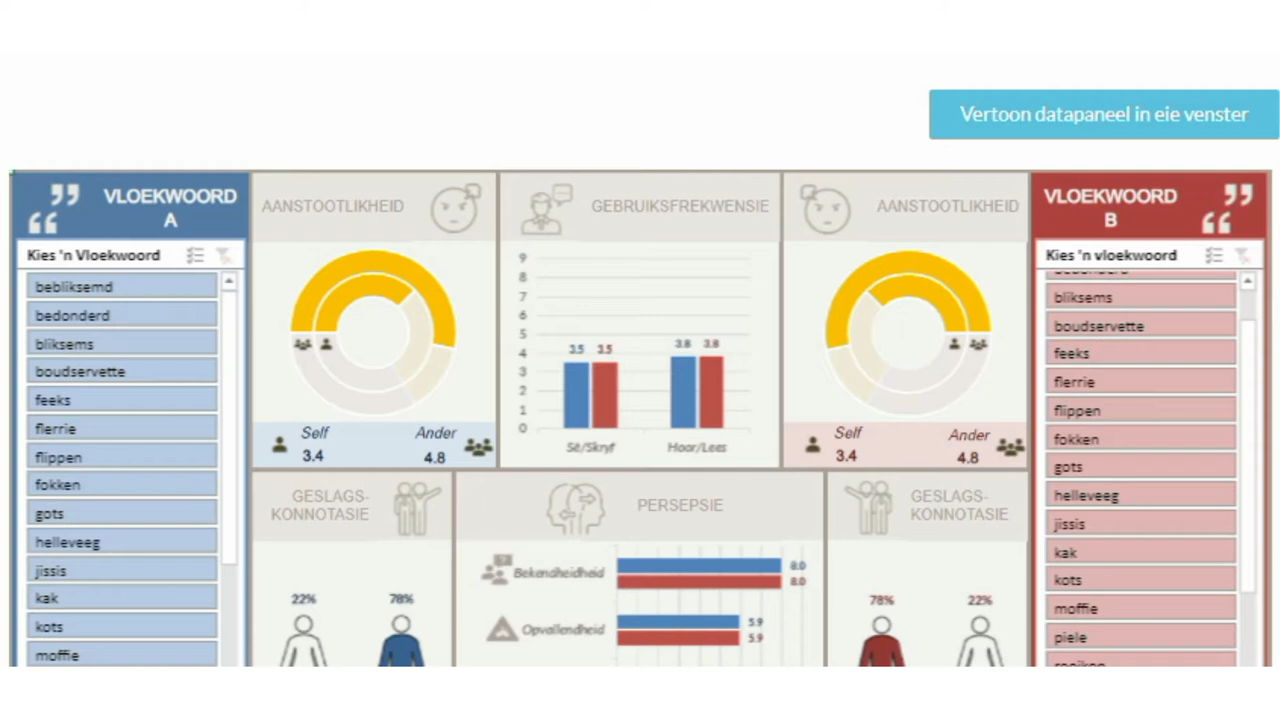 Vertoon datapaneel in eie venster
VLOEKWOORD
A
Kies 'n Vloekwoord
bebliksemd
bedonderd
bliksems
boudservette
feeks
flerrie
flippen
fokken
gots
helleveeg
jissis
kak
kots
moffie
AANSTOOTLIKHEID
Self
3.4
Ander
4.8
GEBRUIKSFREKWENSIE
9
8
7
6
5
4
3
2
1
0
3.5
3.5
3.8
3.8
Sê/Skryf
Hoor/Lees
AANSTOOTLIKHEID
Self
3.4
Ander
4.8
GESLAGS-
KONNOTASIE
22%
78%
PERSEPSIE
Bekendheidheid
8.0
8.0
Opvallendheid
5.9
5.9
GESLAGS-
KONNOTASIE
78%
22%
VLOEKWOORD
B
Kies 'n vloekwoord
bliksems
boudservette
feeks
flerrie
flippen
fokken
gots
helleveeg
jissis
kak
kots
moffie
piele